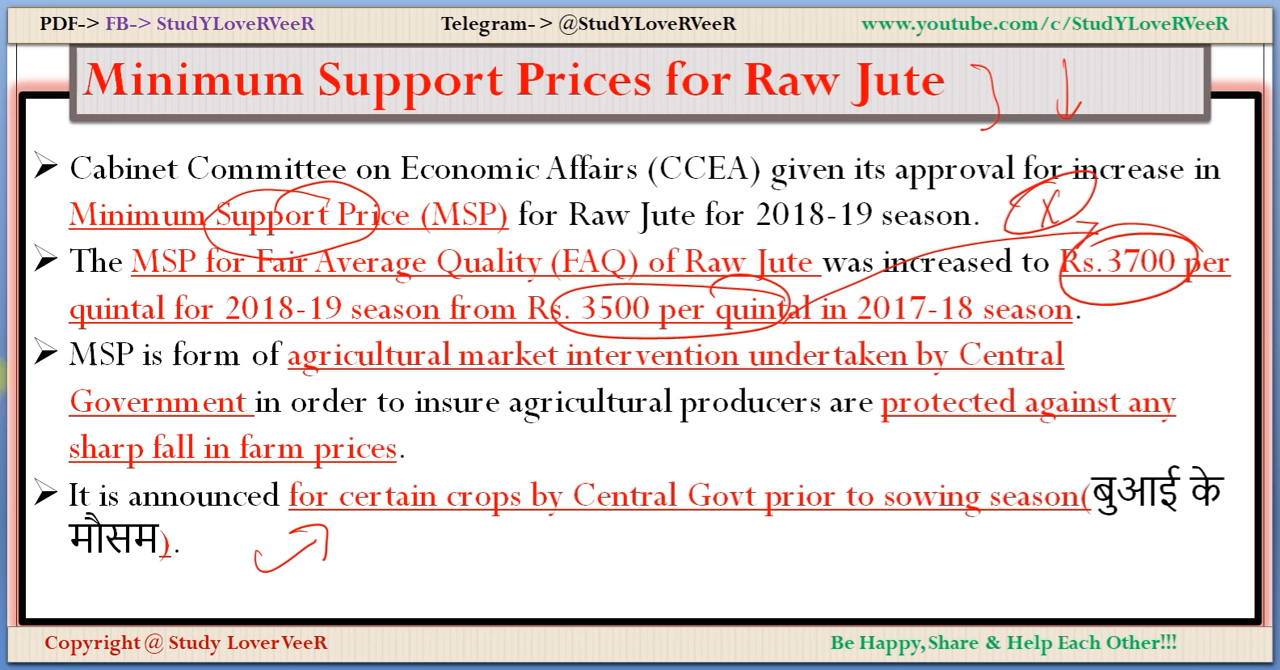 PDF-> FB-> StudYLoveRVeeR Telegram-> @StudYLoveRVeeR www.youtube.com/c/StudYLoveRVeeR
Minimum Support Prices for Raw Jute
➢ Cabinet Committee on Economic Affairs (CCEA) given its approval for increase in
Minimum Support Price (MSP) for Raw Jute for 2018-19 season.
➢ The MSP for Fair Average Quality (FAQ) of Raw Jute was increased to Rs.3700 per
quintal for 2018-19 season from Rs. 3500 per quintal in 2017-18 season.
➢ MSP is form of agricultural market intervention undertaken by Central
Government in order to insure agricultural producers are protected against any
sharp fall in farm prices.
➢ It is announced for certain crops by Central Govt prior to sowing season(बुआई के
मौसम).
Copyright @ Study LoverVeeR Be Happy,Share & Help Each Other!!!